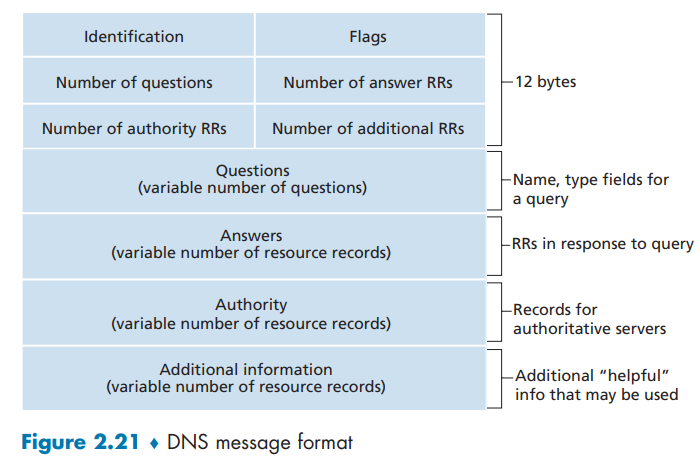 Identification
Flags
Number of questions
Number of answer RRs
12 bytes
Number of authority RRs
Number of additional RRs
Questions
(variable number of questions)
Name, type fields for
a query
Answers
(variable number of resource records)
RRs in response to query
Authority
(variable number of resource records)
Records for
authoritative servers
Additional information
(variable number of resource records)
Additional “helpful”
info that may be used
Figure 2.21 ♦ DNS message format